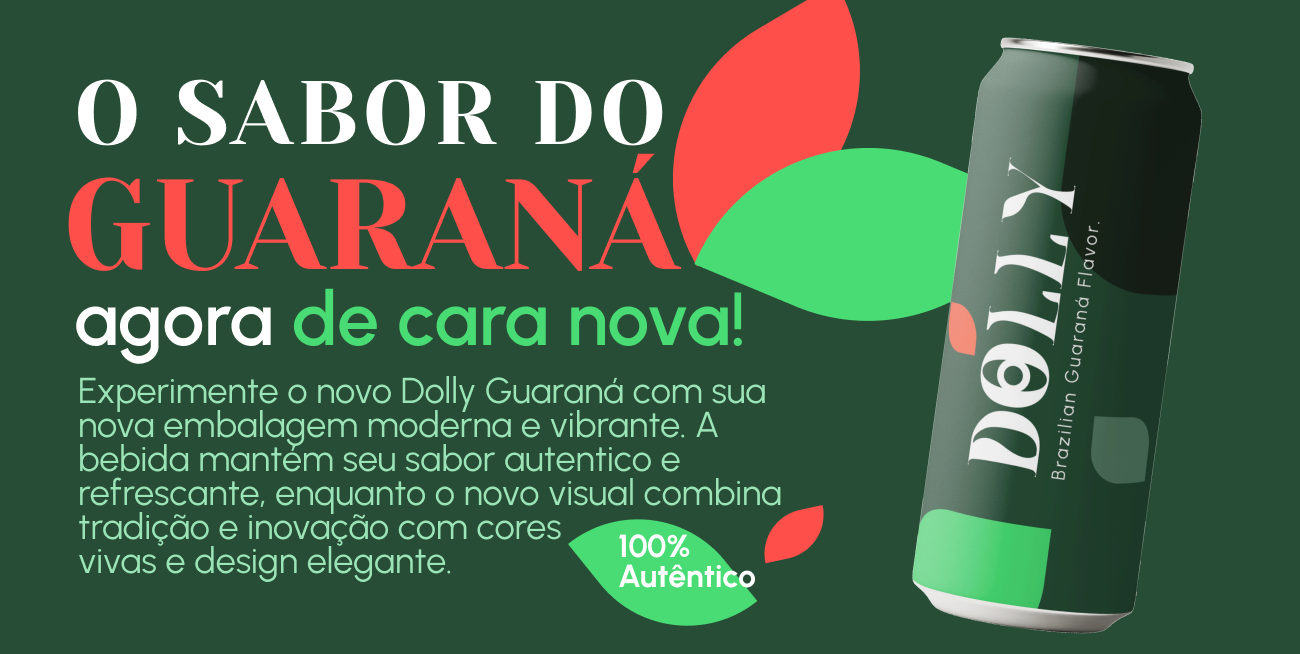 O SABOR DO
GUARANÁ
agora de cara nova!
Experimente o novo Dolly Guaraná com sua
nova embalagem moderna e vibrante. A
bebida mantém seu sabor autentico e
refrescante, enquanto o novo visual combina
tradição e inovação com cores
vivas e design elegante.
100%
Autêntico
DOLLY
Brazilian Guaraná Flavor.